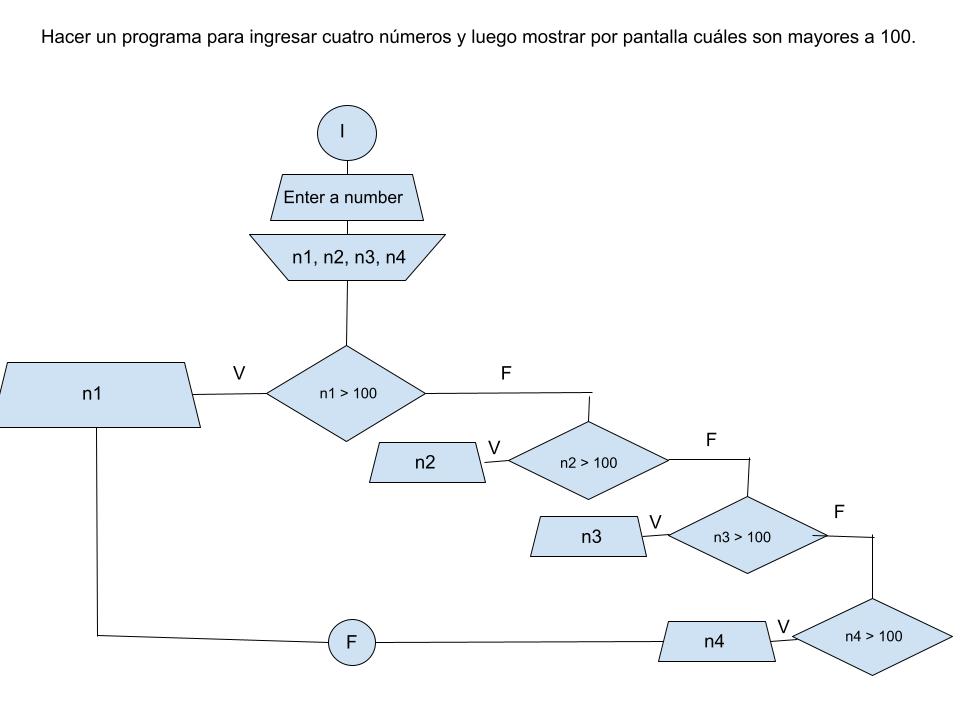 Hacer un programa para ingresar cuatro números y luego mostrar por pantalla cuáles son mayores a 100.
I
Enter a number
n1, n2, n3, n4
n1
V
n1 > 100
F
n2
V
n2 > 100
F
n3
V
n3 > 100
F
F
n4
V
n4 > 100